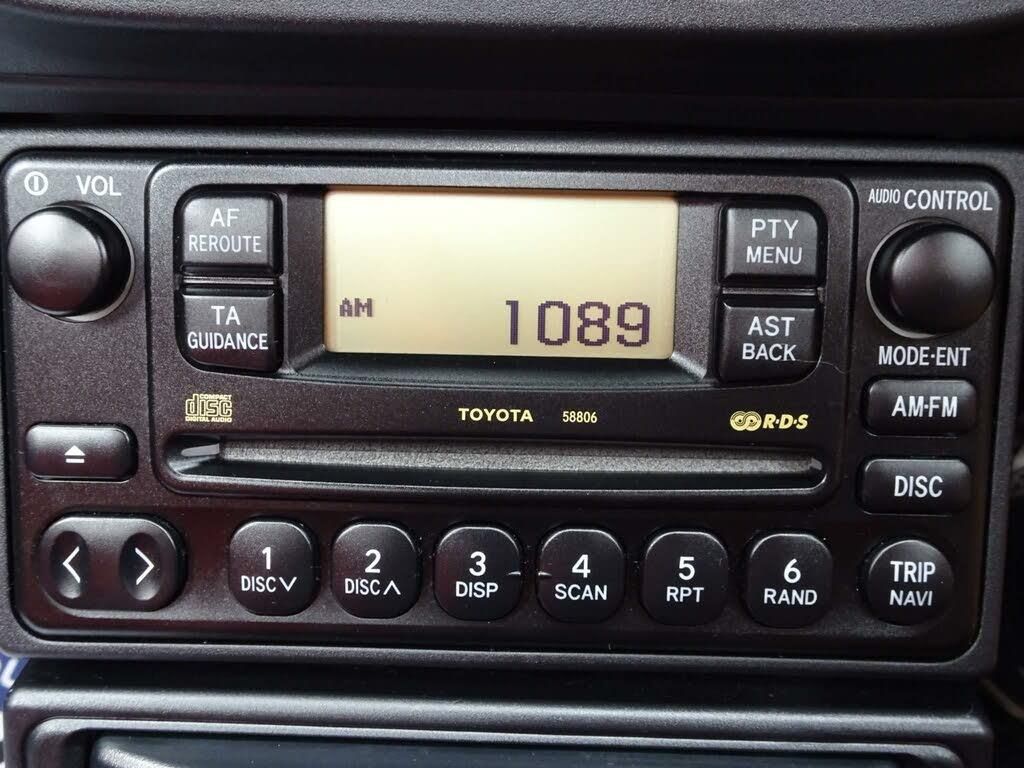 VOL
AUDIO CONTROL
AF
REROUTE
PTY
MENU
AM 1089
TA
GUIDANCE
AST
BACK
MODE·ENT
COMPACT
disc
DIGITAL AUDIO
TOYOTA 58806
R·D·S
AM·FM
DISC
1
DISC
2
DISC
3
DISP
4
SCAN
5
RPT
6
RAND
TRIP
NAVI